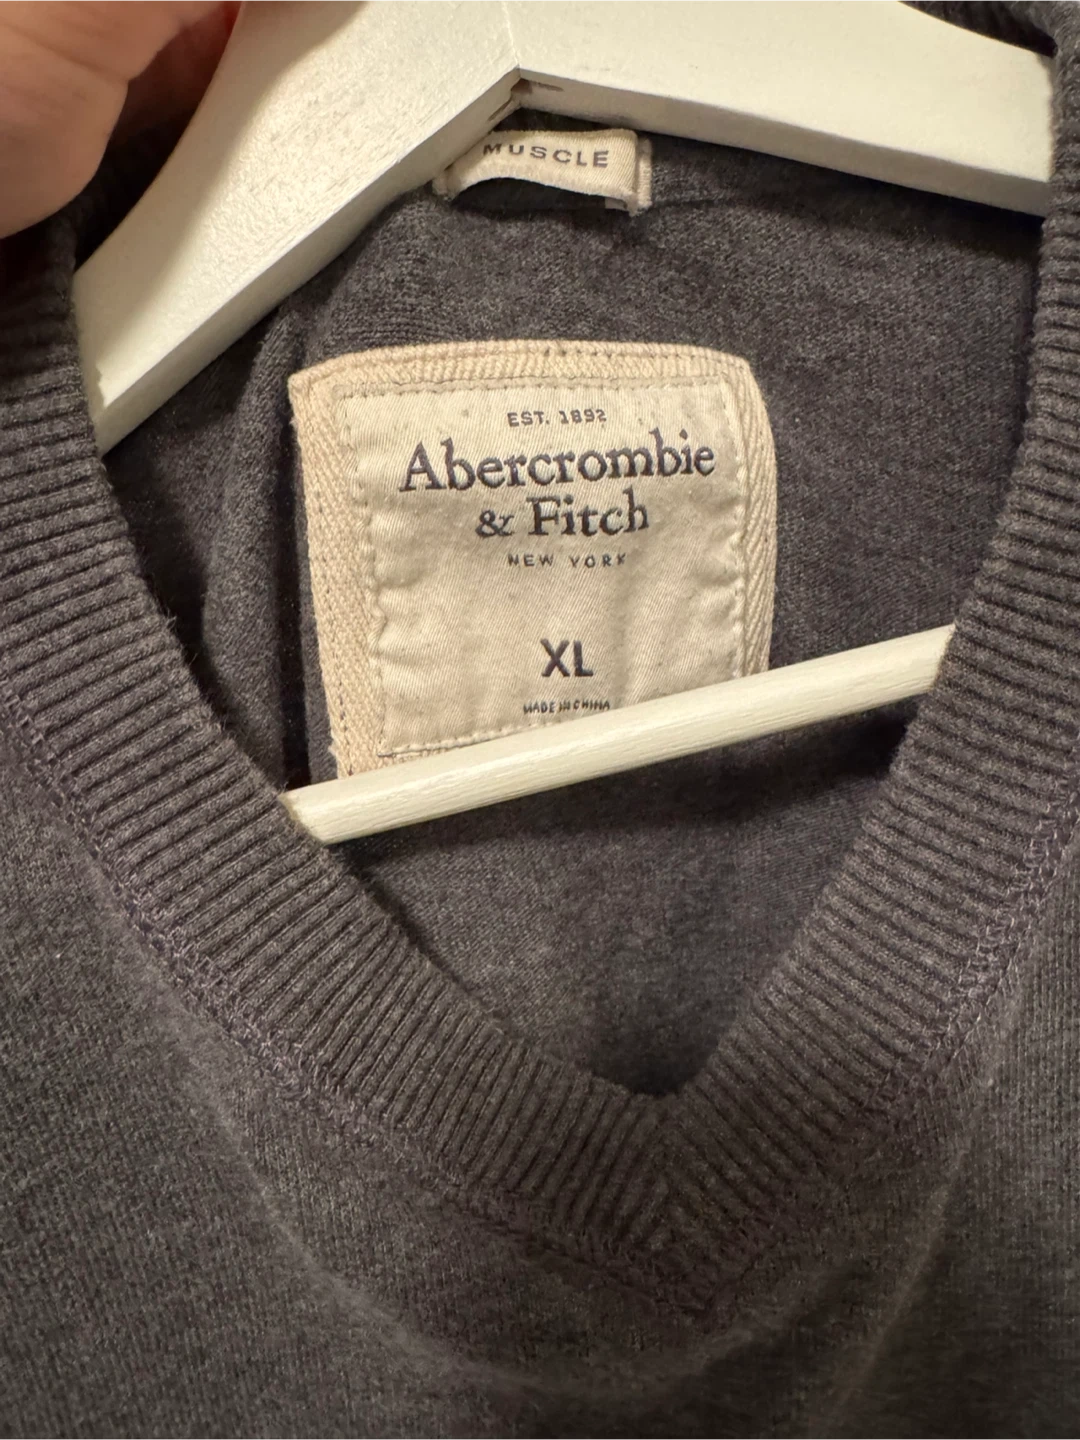 MUSCLE
EST. 1892
Abercrombie
& Fitch
NEW YORK
XL
MADE IN CHINA